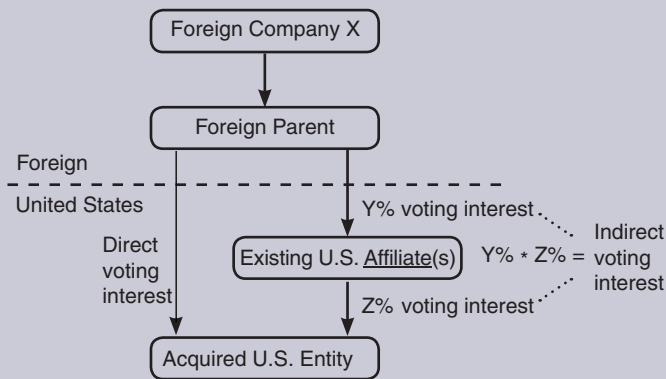 Foreign Company X
Foreign Parent
Foreign
United States
Direct
voting
interest
Y% voting interest
Existing U.S. Affiliate(s)
Y% * Z% =
Indirect
voting
interest
Z% voting interest
Acquired U.S. Entity